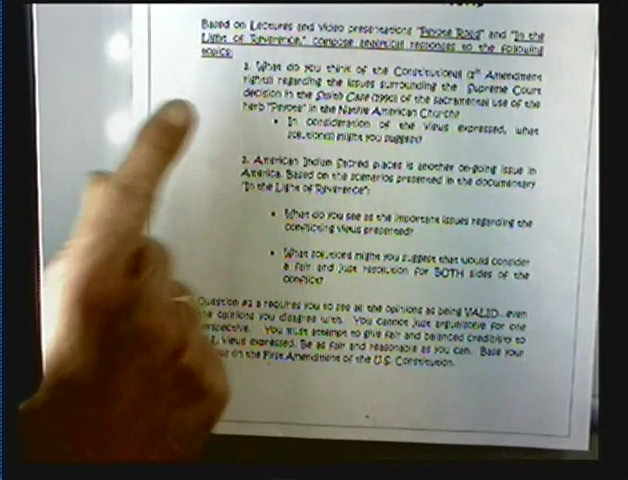 Based on Lectures and Video presentations "Peyote Road" and "In the
Light of Reverence," compose analytical responses to the following
topics:
1. What do you think of the Constitutional (1st Amendment
rights) regarding the issues surrounding the Supreme Court
decision in the Smith Case (1990) of the sacramental use of the
herb "Peyote" in the Native American Church?
• In consideration of the views expressed, what
solution(s) might you suggest?
2. American Indian Sacred places is another on-going issue in
America. Based on the scenarios presented in the documentary
"In the Light of Reverence":
• What do you see as the important issues regarding the
conflicting views presented?
• What solutions might you suggest that would consider
a fair and just resolution for BOTH sides of the
conflict?
Question #2 requires you to see all the opinions as being VALID...even
the opinions you disagree with. You cannot just argue for one
perspective. You must attempt to give fair and balanced credibility to
views expressed. Be as fair and reasonable as you can. Base your
on the First Amendment of the U.S. Constitution.